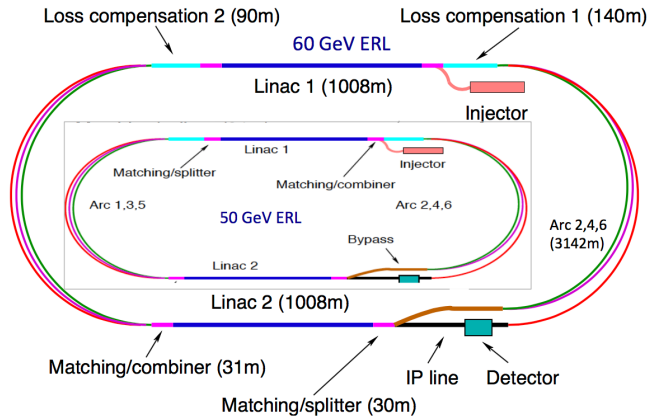 Loss compensation 2 (90m)
60 GeV ERL
Loss compensation 1 (140m)
Linac 1 (1008m)
Injector
Linac 1
Injector
Matching/splitter
Matching/combiner
Arc 1,3,5
50 GeV ERL
Arc 2,4,6
Bypass
Arc 2,4,6
(3142m)
Linac 2
Linac 2 (1008m)
Matching/combiner (31m)
IP line
Detector
Matching/splitter (30m)